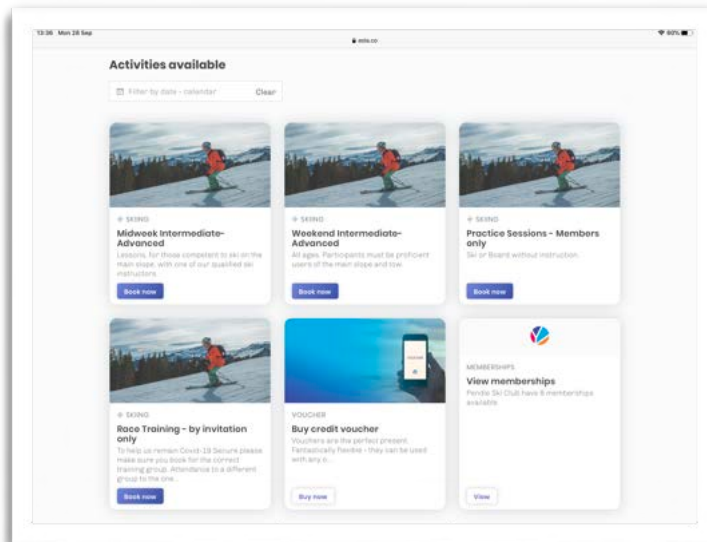 13:36 Mon 28 Sep
60%
Activities available
Filter by date - calendar Clear
SKIING
Midweek Intermediate-
Advanced
Lessons, for those competent to ski on the
main slope, with one of our qualified ski
instructors
Book now
SKIING
Weekend Intermediate-
Advanced
All ages. Participants must be proficient
users of the main slope and tow
Book now
SKIING
Practice Sessions - Members
only
Ski or Board without instruction
Book now
SKIING
Race Training - by invitation
only
To help us remain Covid-19 Secure please
make sure you book for the correct
training group. Attendance to a different
group to the one...
Book now
VOUCHER
Buy credit voucher
Vouchers are the perfect present.
Fantastically flexible - they can be used
with any o...
Buy now
MEMBERSHIPS
View memberships
Pendle Ski Club have 6 memberships
available
View